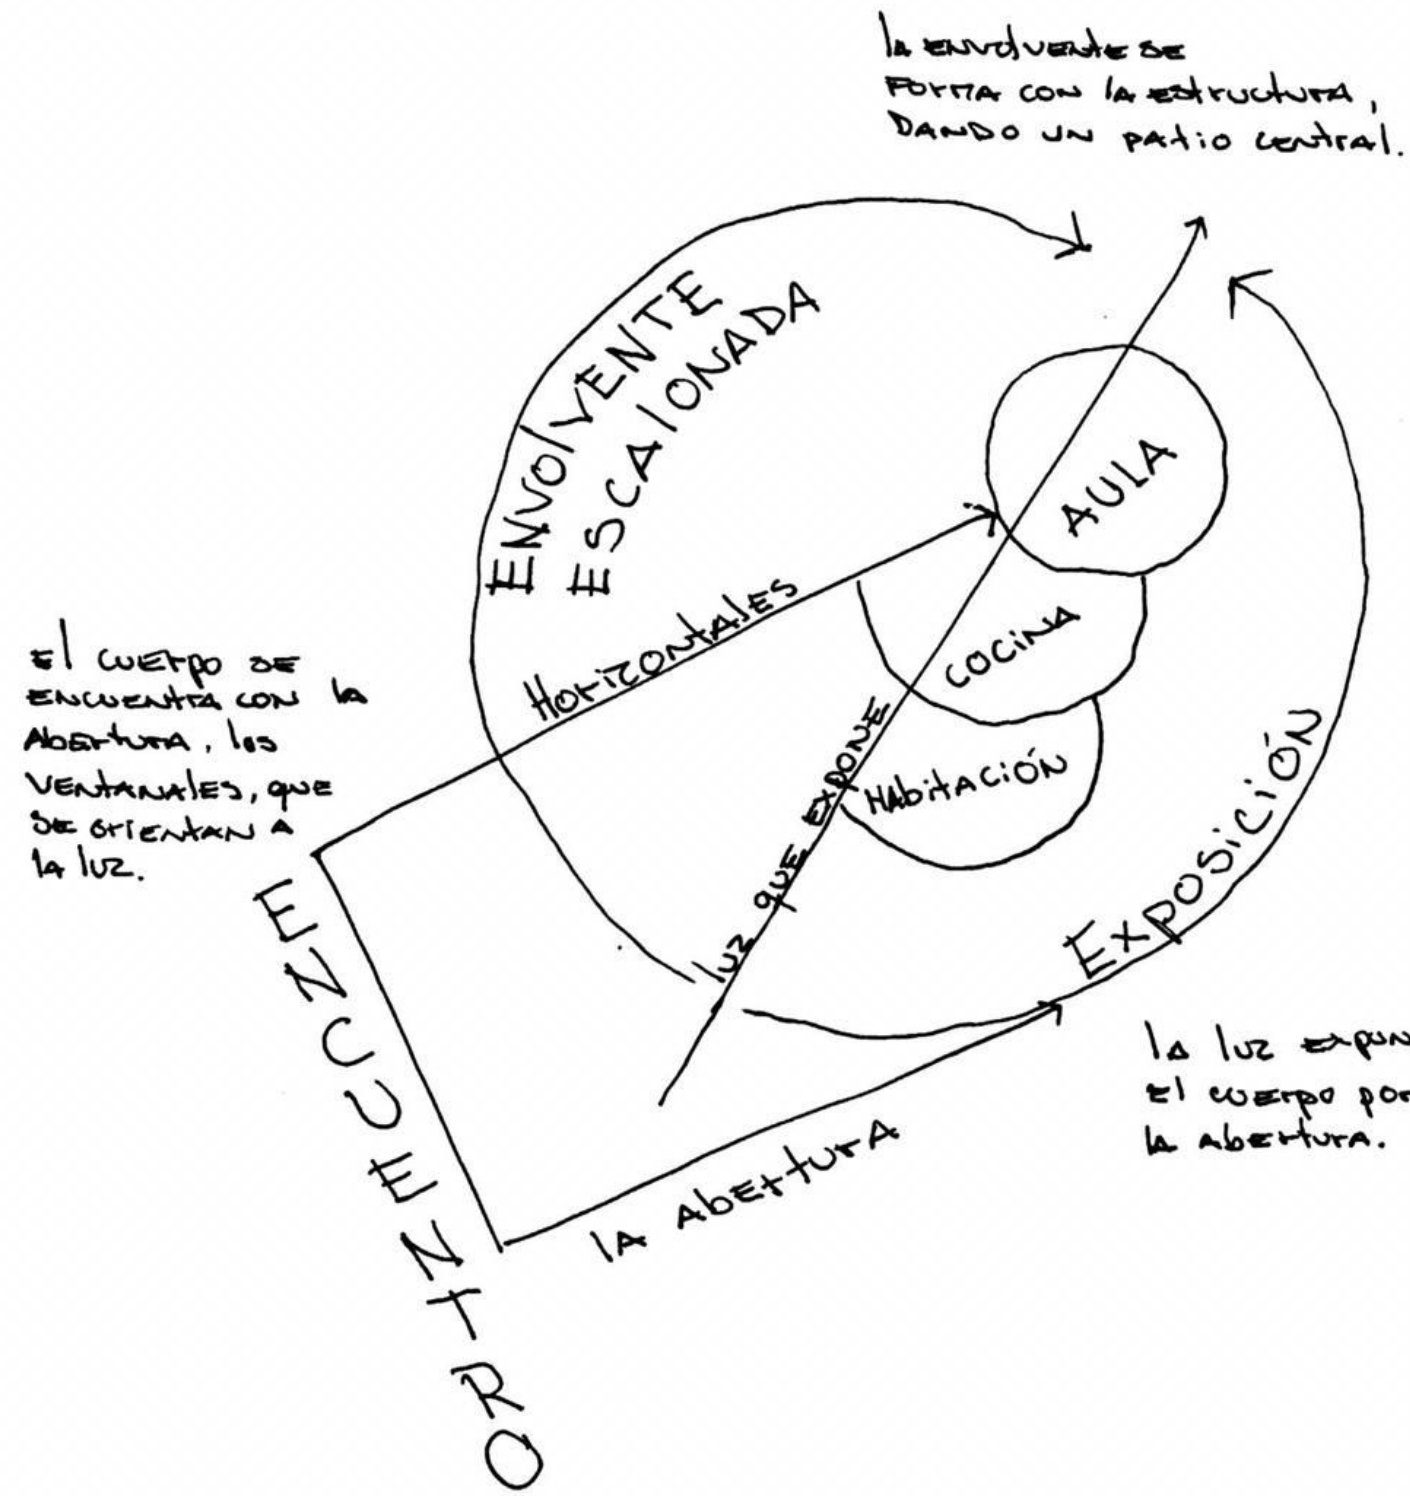 la envolvente se
forma con la estructura,
dando un patio central.
ENVOLVENTE
ESCALONADA
AULA
Horizontales
COCINA
el cuerpo se
encuentra con la
abertura, los
ventanales, que
se orientan a
la luz.
HABITACIÓN
luz que EXPONE
EXPOSICIÓN
ENCUENTRO
la luz expon
el cuerpo por
la abertura.
la abertura